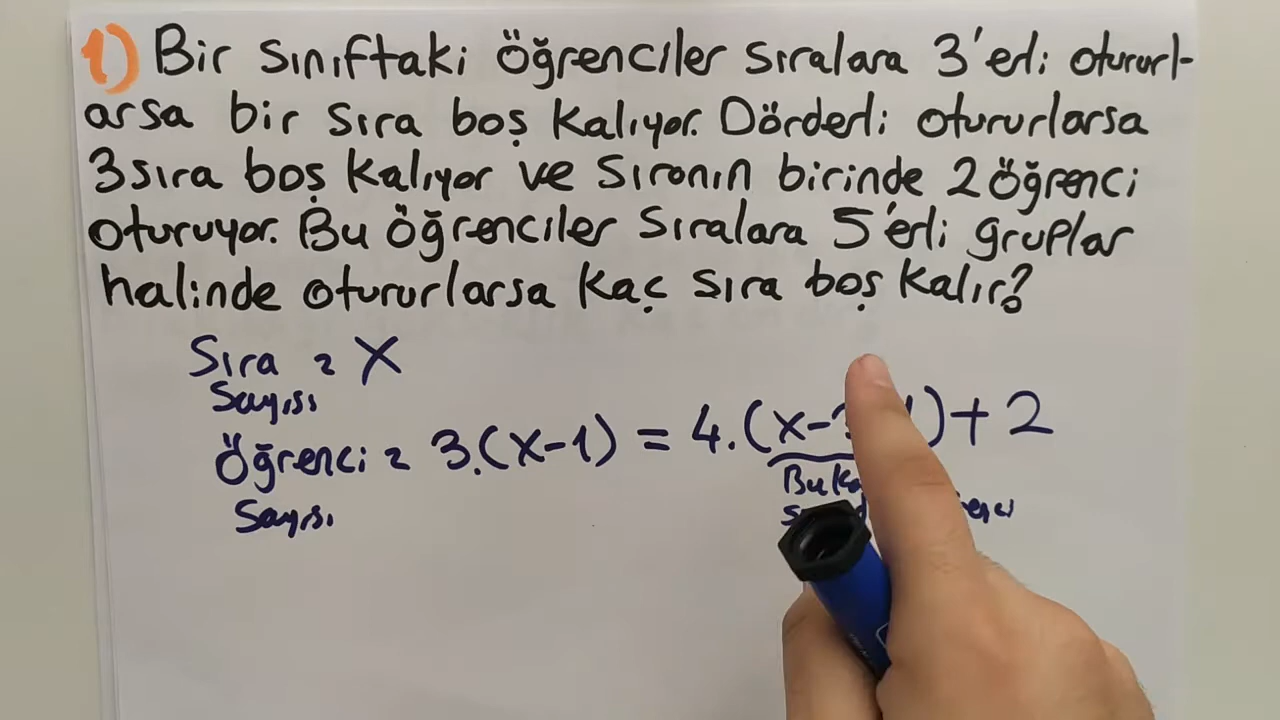 1) Bir sınıftaki öğrenciler sıralara 3'erli otururl-
arsa bir sıra boş kalıyor. Dörderli otururlarsa
3 sıra boş kalıyor ve sıranın birinde 2 öğrenci
oturuyor. Bu öğrenciler sıralara 5'erli gruplar
halinde otururlarsa kaç sıra boş kalır?
Sıra = X
Sayısı
Öğrenci = 3.(x-1) = 4.(x- ) + 2
Sayısı